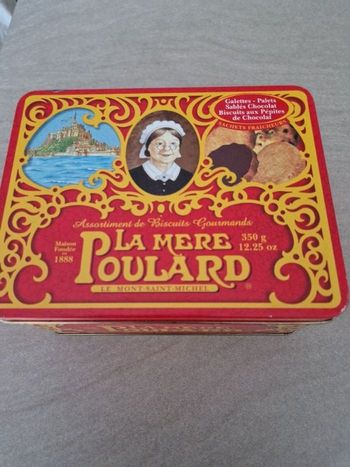 Galettes - Palets
Sablés Chocolat
Biscuits aux Pépites
de Chocolat
SACHETS FRAÎCHEURS
Assortiment de Biscuits Gourmands
Maison
Fondée
en
1888
LA MERE
POULARD
350 g
12.25 oz
LE MONT-SAINT-MICHEL
®